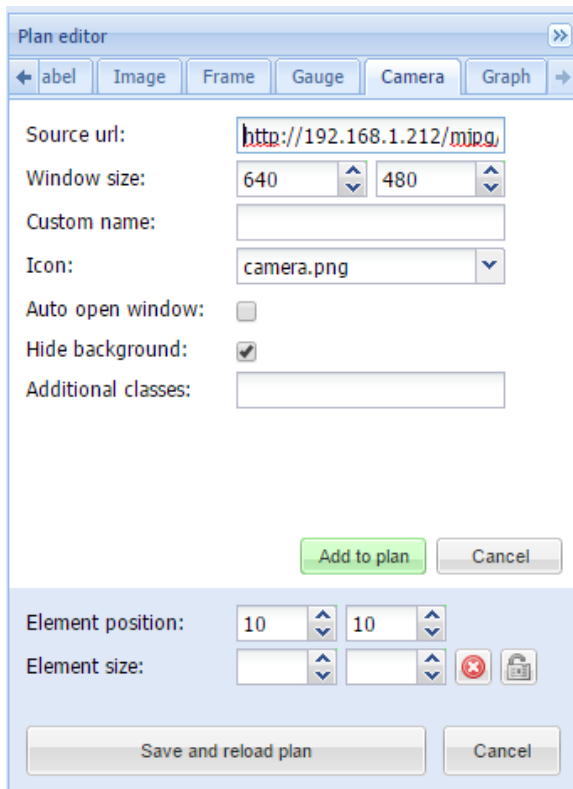 Plan editor
abel Image Frame Gauge Camera Graph
Source url: http://192.168.1.212/mjpg/
Window size: 640 480
Custom name:
Icon: camera.png
Auto open window:
Hide background:
Additional classes:
Add to plan Cancel
Element position: 10 10
Element size:
Save and reload plan Cancel